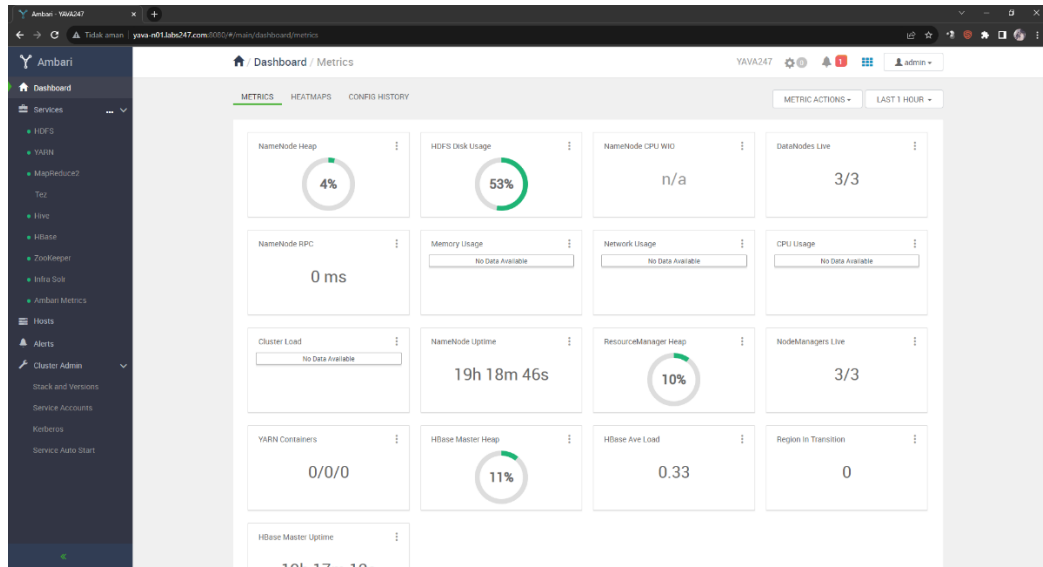 Ambari - YAVA247
Tidak aman yava-n01.labs247.com:8080/#/main/dashboard/metrics
Ambari
Dashboard / Metrics
YAVA247
0
1
admin
Dashboard
Services
...
HDFS
YARN
MapReduce2
Tez
Hive
HBase
ZooKeeper
Infra Solr
Ambari Metrics
Hosts
Alerts
Cluster Admin
Stack and Versions
Service Accounts
Kerberos
Service Auto Start
METRICS HEATMAPS CONFIG HISTORY
METRIC ACTIONS LAST 1 HOUR
NameNode Heap
4%
HDFS Disk Usage
53%
NameNode CPU WIO
n/a
DataNodes Live
3/3
NameNode RPC
0 ms
Memory Usage
No Data Available
Network Usage
No Data Available
CPU Usage
No Data Available
Cluster Load
No Data Available
NameNode Uptime
19h 18m 46s
ResourceManager Heap
10%
NodeManagers Live
3/3
YARN Containers
0/0/0
HBase Master Heap
11%
HBase Ave Load
0.33
Region In Transition
0
HBase Master Uptime